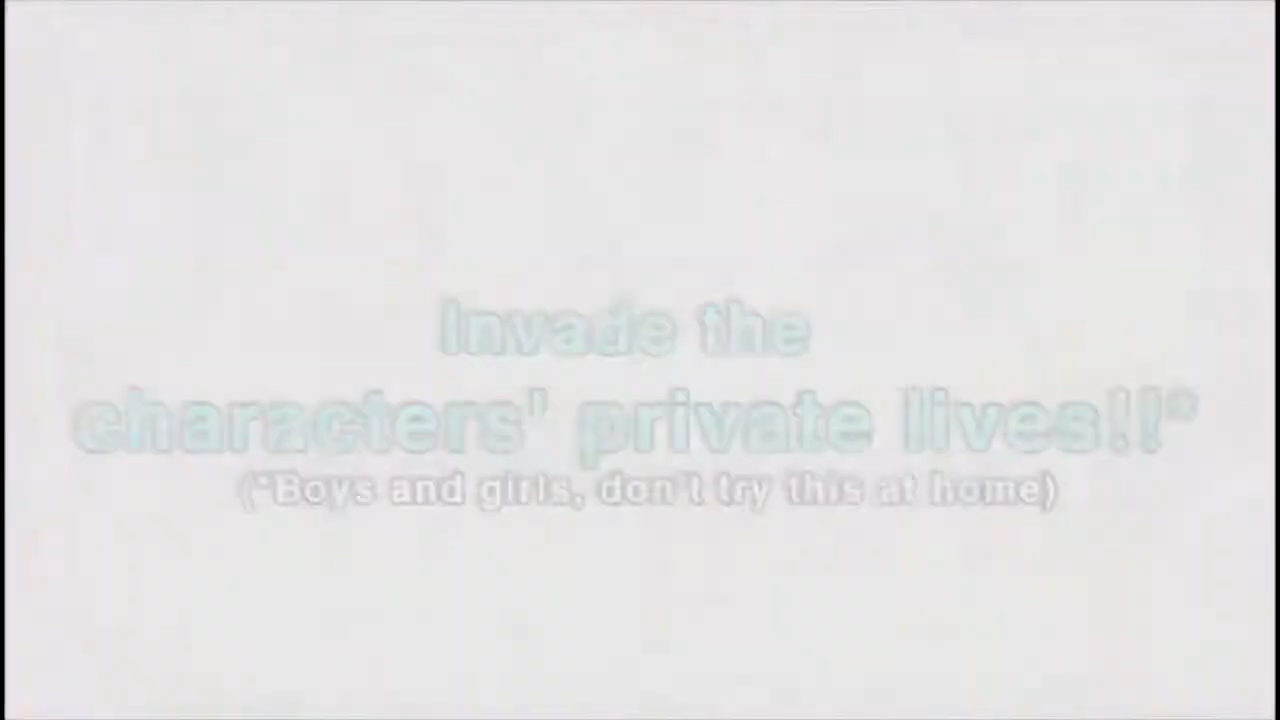 Invade the
characters' private lives!!*
(*Boys and girls, don't try this at home)